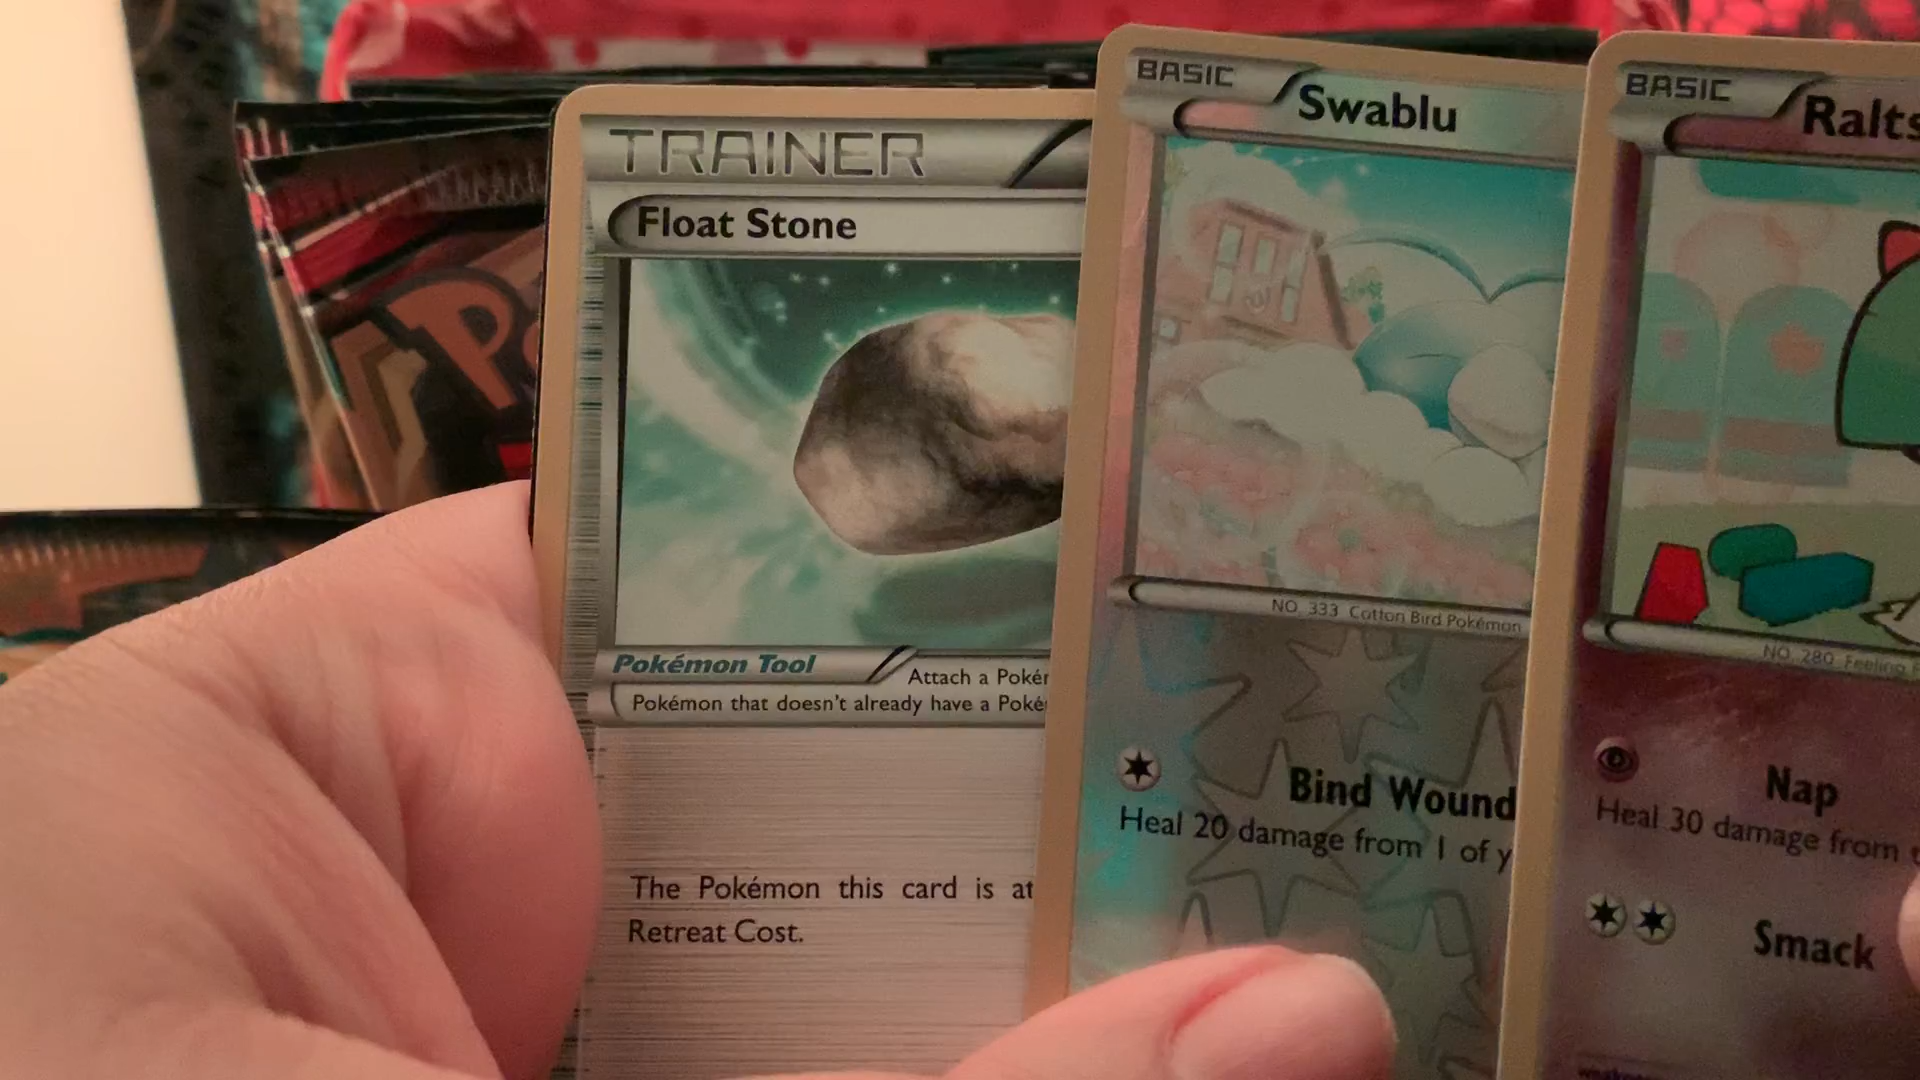 TRAINER
Float Stone
Pokémon Tool
Attach a Pokém
Pokémon that doesn't already have a Poké
The Pokémon this card is at
Retreat Cost.
BASIC
Swablu
NO. 333 Cotton Bird Pokémon
Bind Wound
Heal 20 damage from 1 of y
BASIC
Ralts
NO. 280 Feeling
Nap
Heal 30 damage from
Smack
weakness